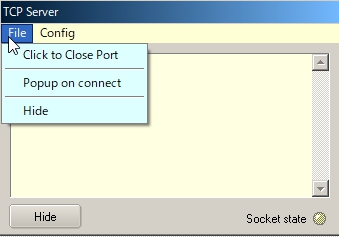 TCP Server
File Config
Click to Close Port
Popup on connect
Hide
Hide
Socket state